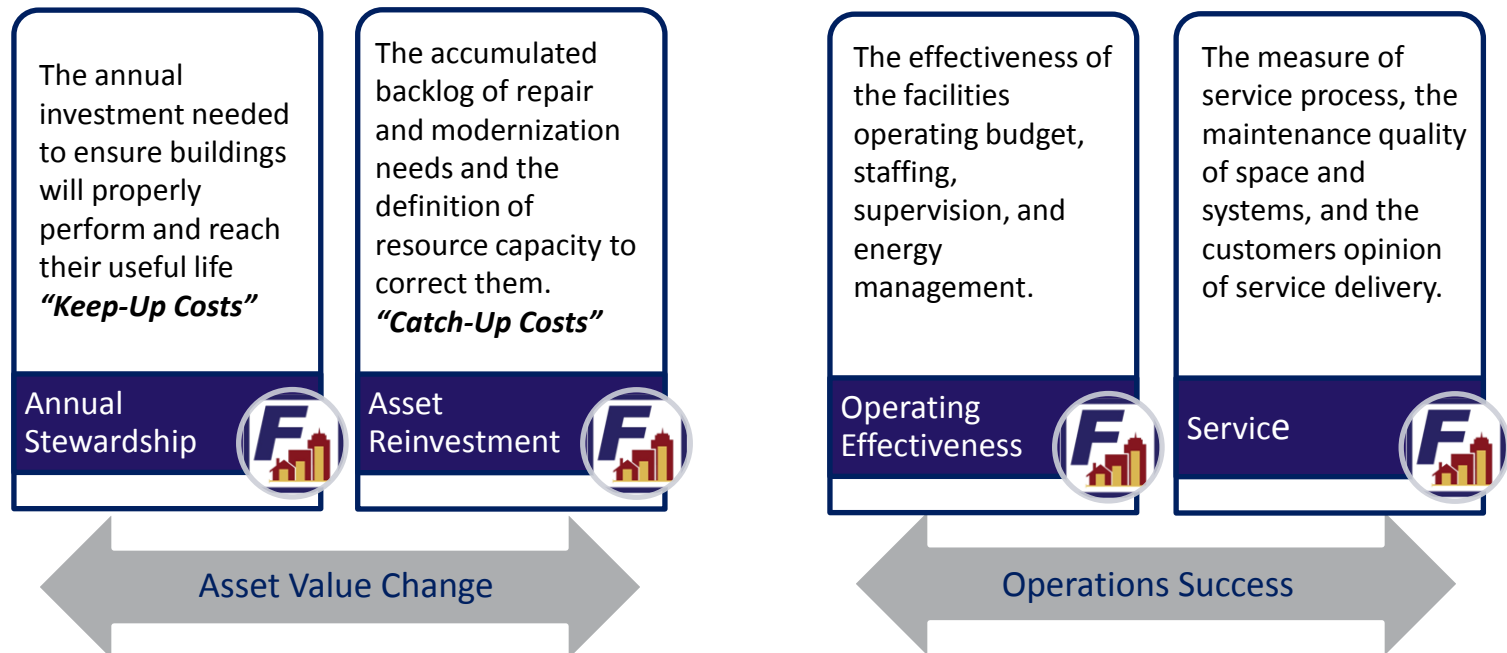 The annual
investment needed
to ensure buildings
will properly
perform and reach
their useful life
“Keep-Up Costs”
Annual
Stewardship
F
The accumulated
backlog of repair
and modernization
needs and the
definition of
resource capacity to
correct them.
“Catch-Up Costs”
Asset
Reinvestment
F
Asset Value Change
The effectiveness of
the facilities
operating budget,
staffing,
supervision, and
energy
management.
Operating
Effectiveness
F
The measure of
service process, the
maintenance quality
of space and
systems, and the
customers opinion
of service delivery.
Service
F
Operations Success